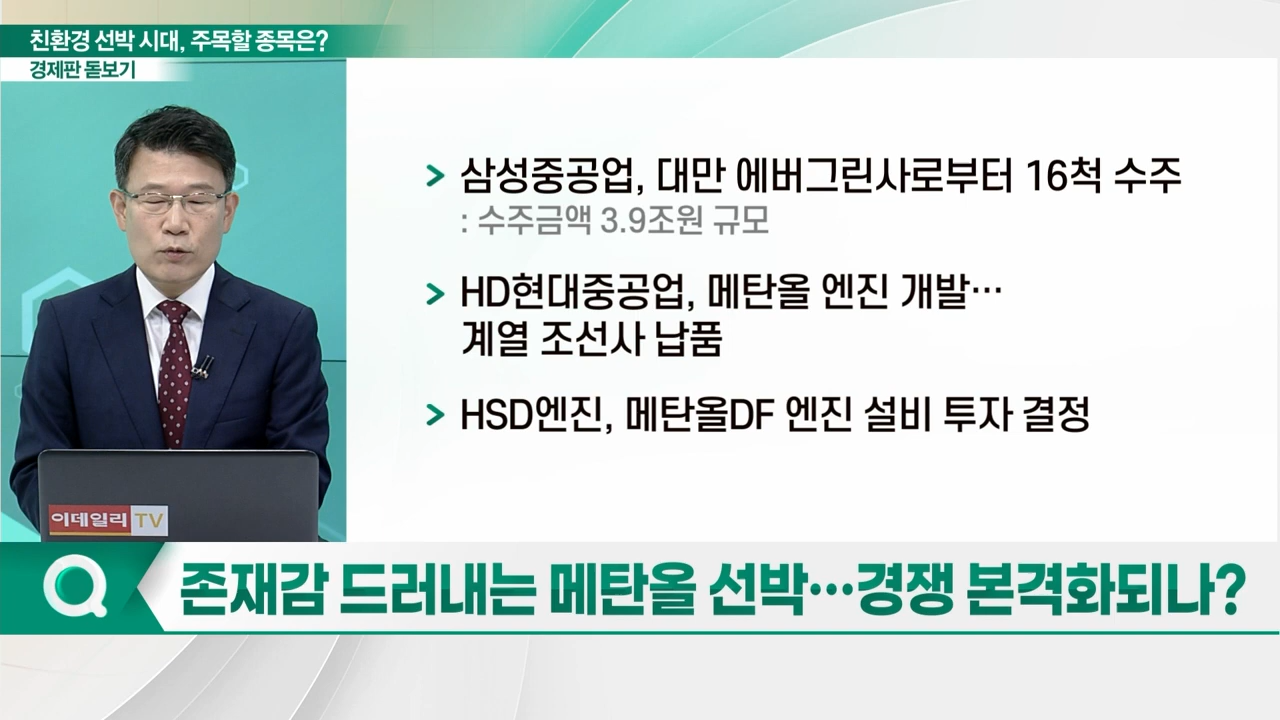 친환경 선박 시대, 주목할 종목은?
경제판 돋보기
> 삼성중공업, 대만 에버그린사로부터 16척 수주
: 수주금액 3.9조원 규모
> HD현대중공업, 메탄올 엔진 개발…
계열 조선사 납품
> HSD엔진, 메탄올DF 엔진 설비 투자 결정
이데일리 TV
존재감 드러내는 메탄올 선박…경쟁 본격화되나?